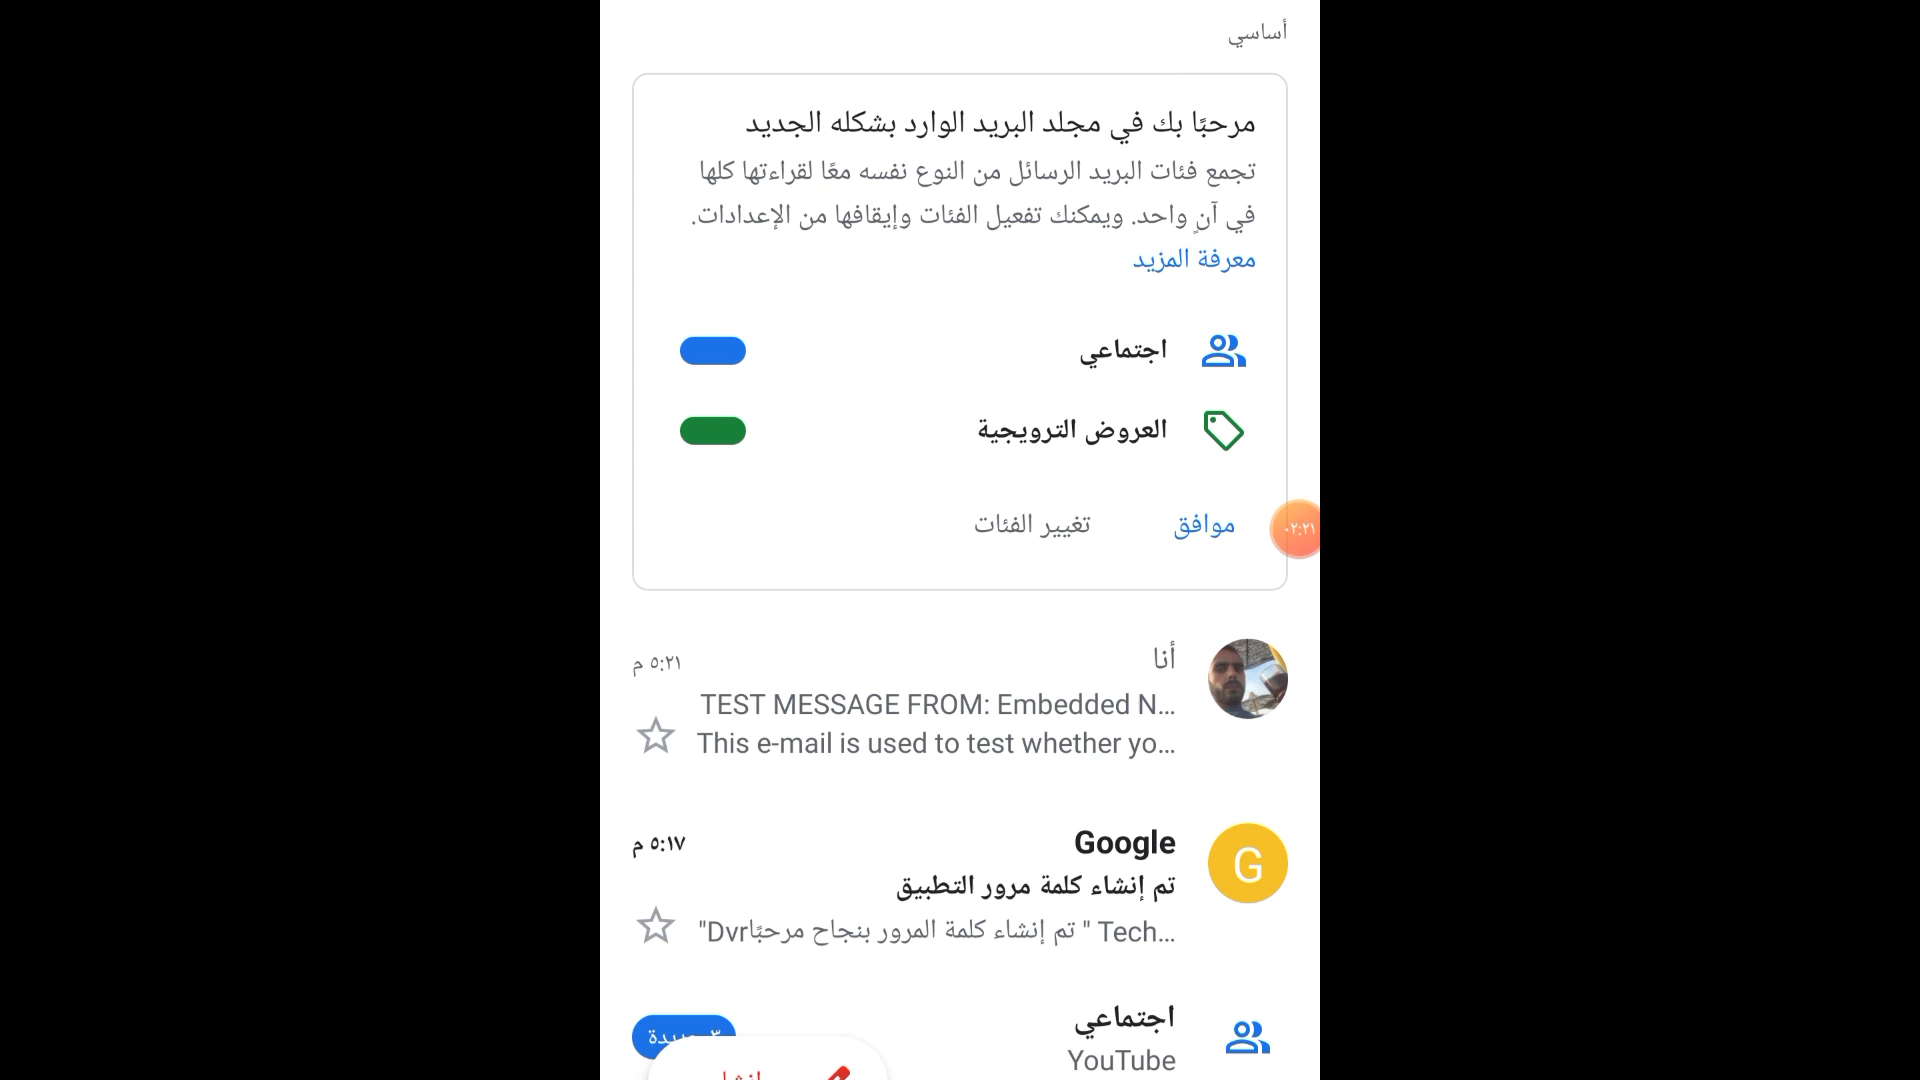 أساسي
مرحبًا بك في مجلد البريد الوارد بشكله الجديد
تجمع فئات البريد الرسائل من النوع نفسه معًا لقراءتها كلها
في آنٍ واحد. ويمكنك تفعيل الفئات وإيقافها من الإعدادات.
معرفة المزيد
اجتماعي
العروض الترويجية
موافق تغيير الفئات
٠٢:٢١
أنا ٥:٢١ م
TEST MESSAGE FROM: Embedded N...
This e-mail is used to test whether yo...
G
Google ٥:١٧ م
تم إنشاء كلمة مرور التطبيق
"Dvrتم إنشاء كلمة المرور بنجاح مرحبًا " Tech...
اجتماعي
YouTube